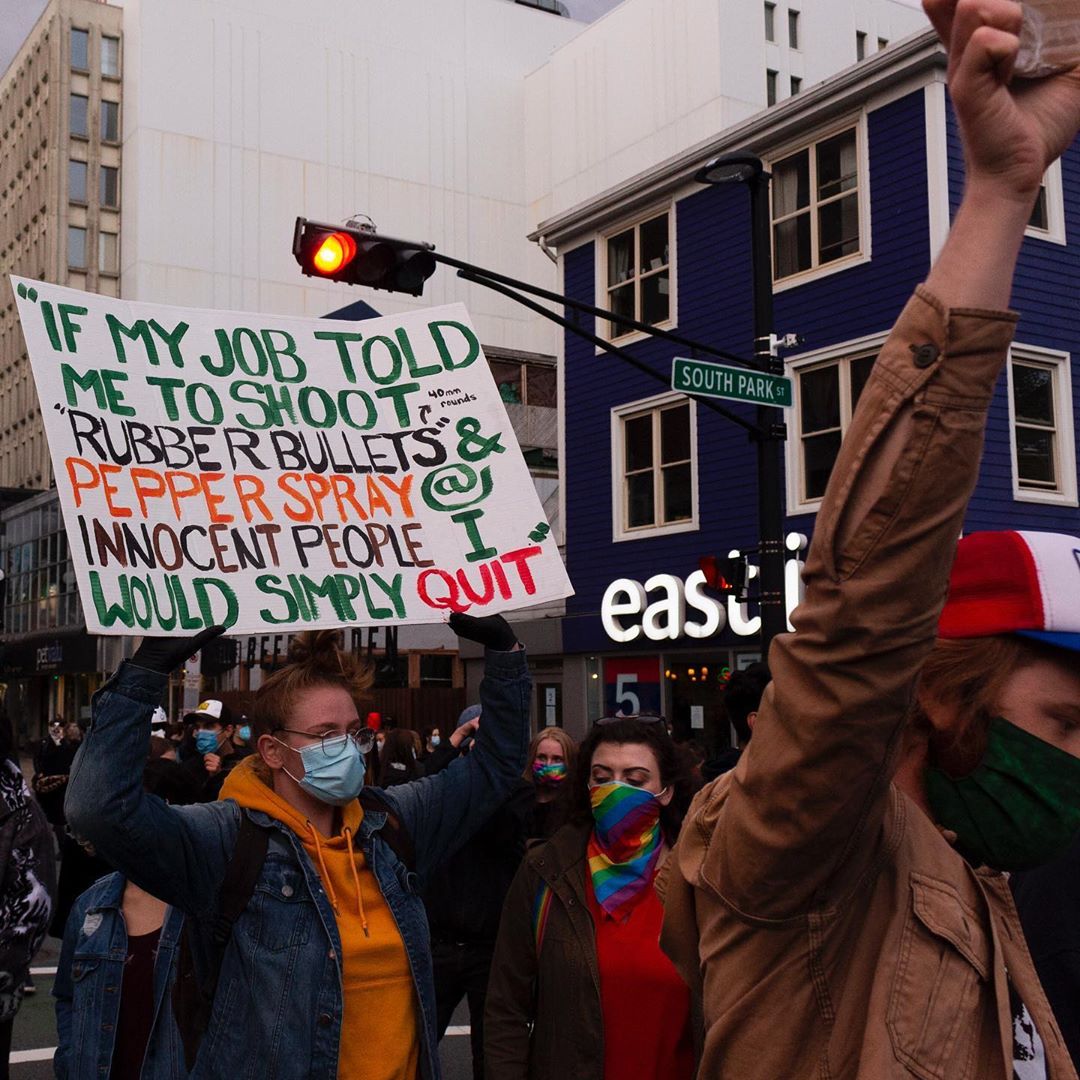 "IF MY JOB TOLD
ME TO SHOOT
40mm
rounds
"RUBBER BULLETS" &
PEPPER SPRAY @
INNOCENT PEOPLE I
WOULD SIMPLY QUIT"
SOUTH PARK ST
east
5